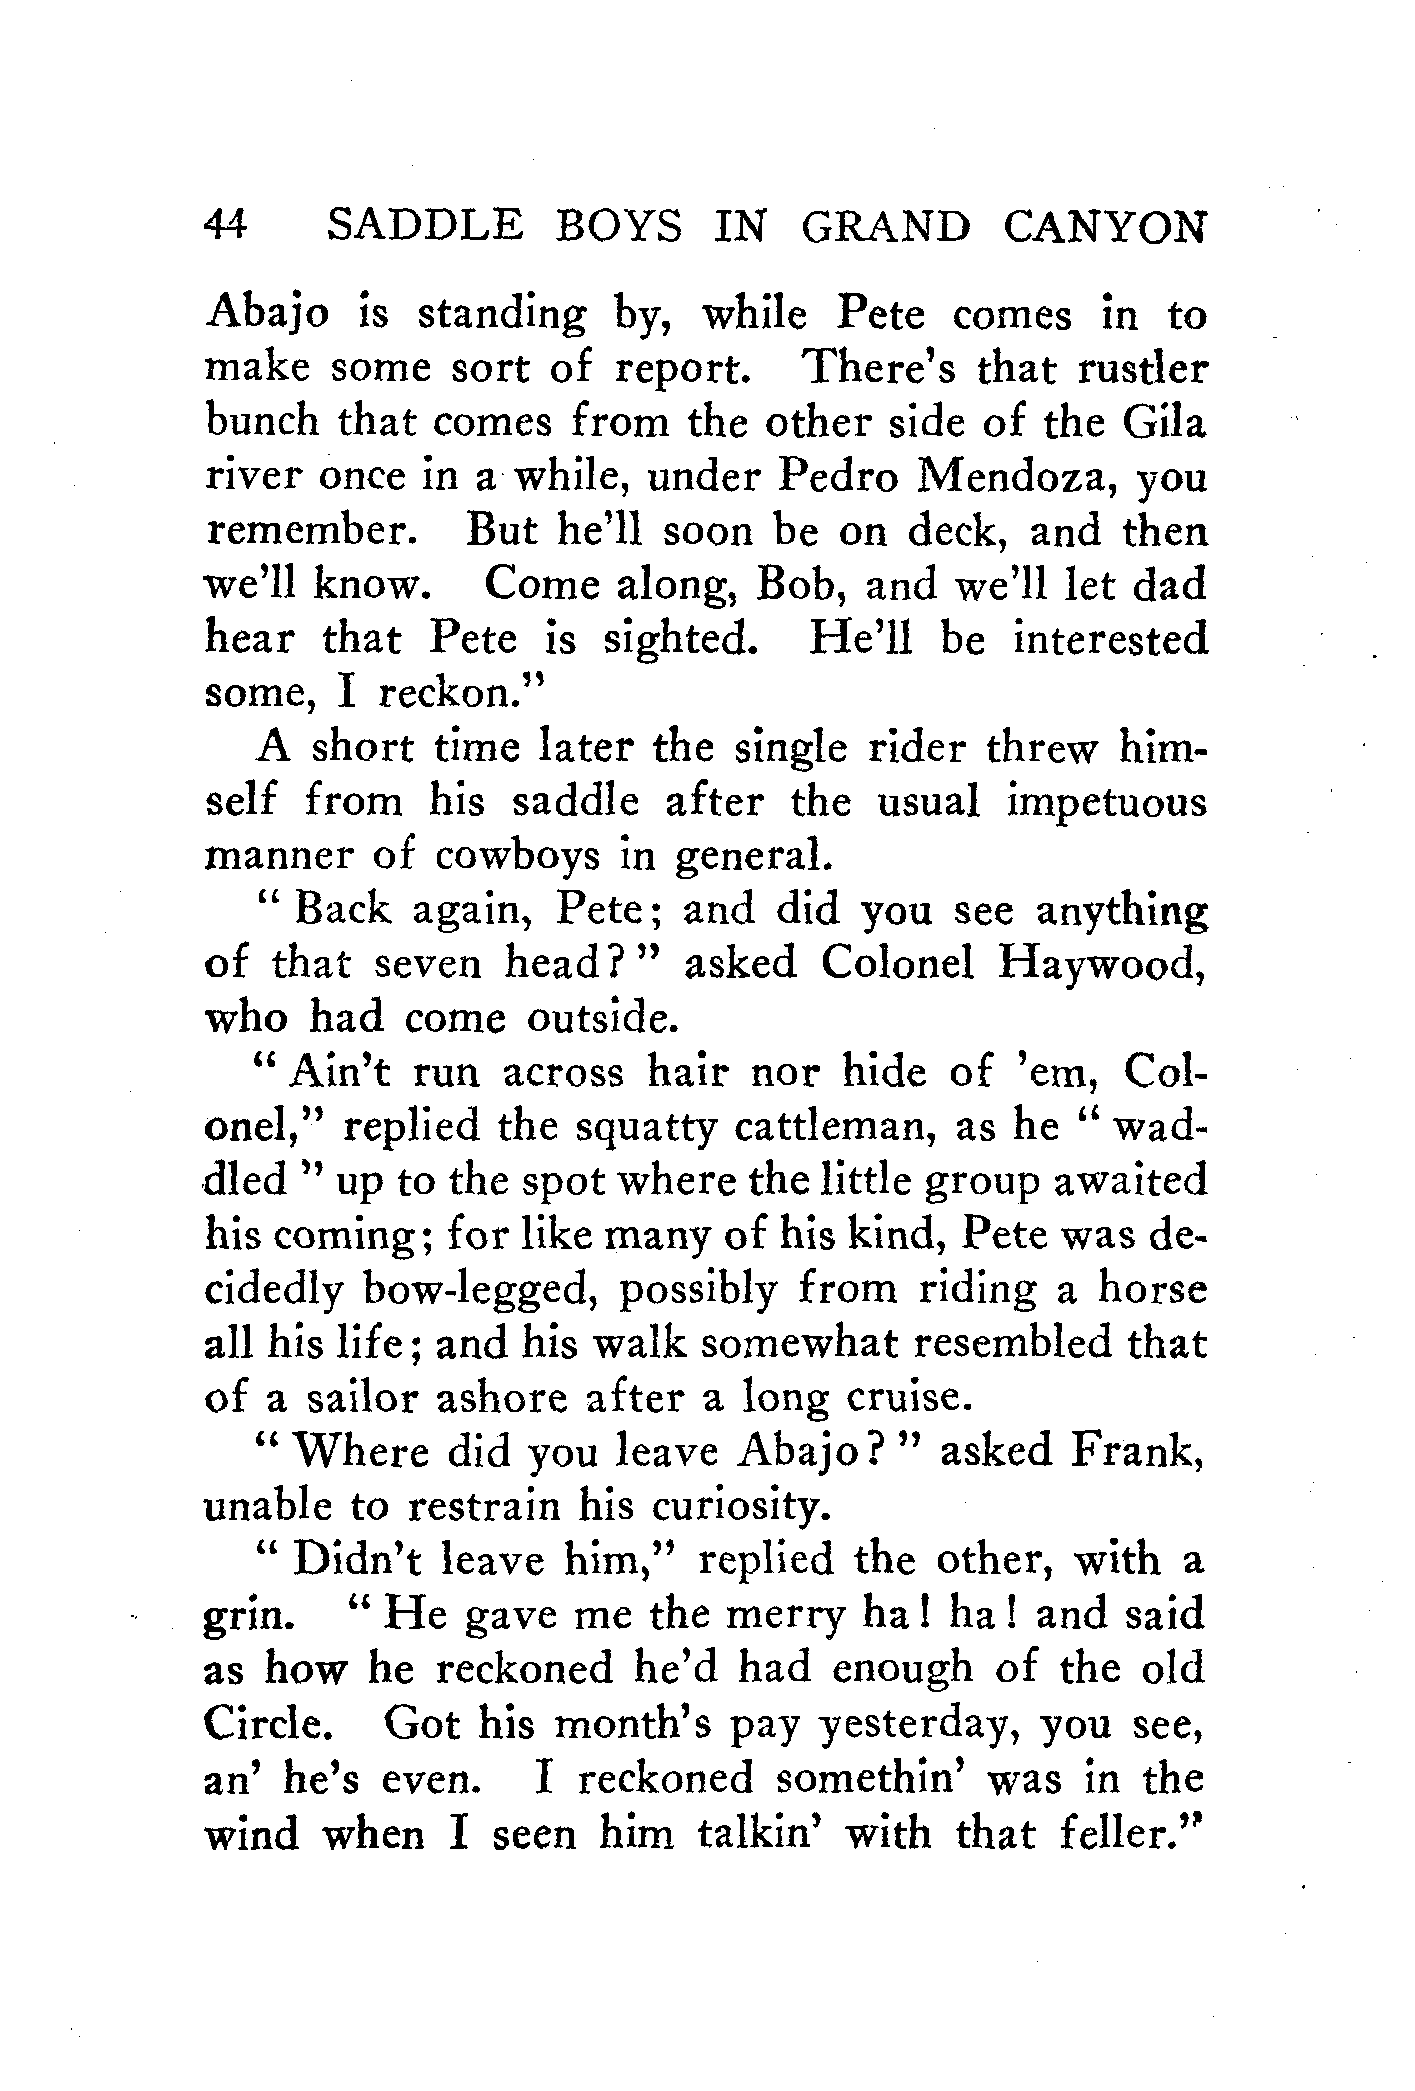 44 SADDLE BOYS IN GRAND CANYON
Abajo is standing by, while Pete comes in to
make some sort of report. There's that rustler
bunch that comes from the other side of the Gila
river once in a while, under Pedro Mendoza, you
remember. But he'll soon be on deck, and then
we'll know. Come along, Bob, and we'll let dad
hear that Pete is sighted. He'll be interested
some, I reckon."
A short time later the single rider threw him-
self from his saddle after the usual impetuous
manner of cowboys in general.
" Back again, Pete; and did you see anything
of that seven head? " asked Colonel Haywood,
who had come outside.
" Ain't run across hair nor hide of 'em, Col-
onel," replied the squatty cattleman, as he " wad-
dled " up to the spot where the little group awaited
his coming; for like many of his kind, Pete was de-
cidedly bow-legged, possibly from riding a horse
all his life; and his walk somewhat resembled that
of a sailor ashore after a long cruise.
" Where did you leave Abajo? " asked Frank,
unable to restrain his curiosity.
" Didn't leave him," replied the other, with a
grin. " He gave me the merry ha! ha! and said
as how he reckoned he'd had enough of the old
Circle. Got his month's pay yesterday, you see,
an' he's even. I reckoned somethin' was in the
wind when I seen him talkin' with that feller."